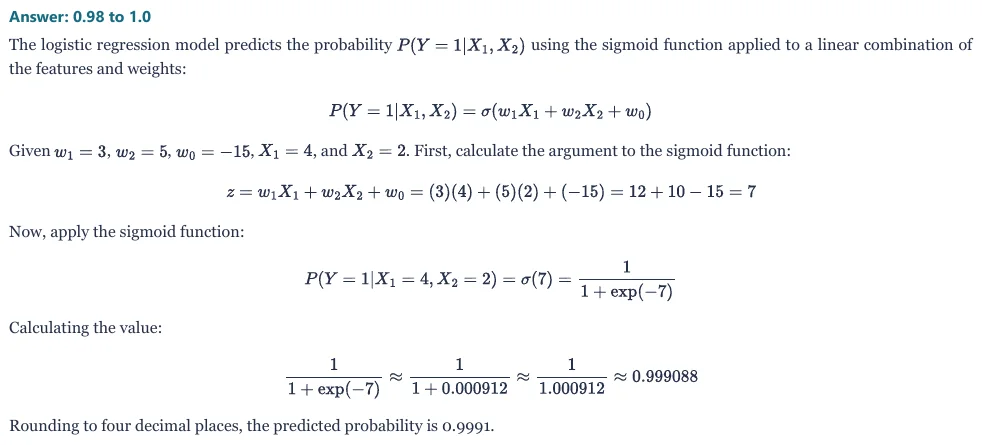 Answer: 0.98 to 1.0
The logistic regression model predicts the probability P(Y = 1|X₁, X₂) using the sigmoid function applied to a linear combination of
the features and weights:
P(Y = 1|X₁, X₂) = σ(w₁X₁ + w₂X₂ + w₀)
Given w₁ = 3, w₂ = 5, w₀ = −15, X₁ = 4, and X₂ = 2. First, calculate the argument to the sigmoid function:
z = w₁X₁ + w₂X₂ + w₀ = (3)(4) + (5)(2) + (−15) = 12 + 10 − 15 = 7
Now, apply the sigmoid function:
P(Y = 1|X₁ = 4, X₂ = 2) = σ(7) = 1 / (1 + exp(−7))
Calculating the value:
1 / (1 + exp(−7)) ≈ 1 / (1 + 0.000912) ≈ 1 / 1.000912 ≈ 0.999088
Rounding to four decimal places, the predicted probability is 0.9991.